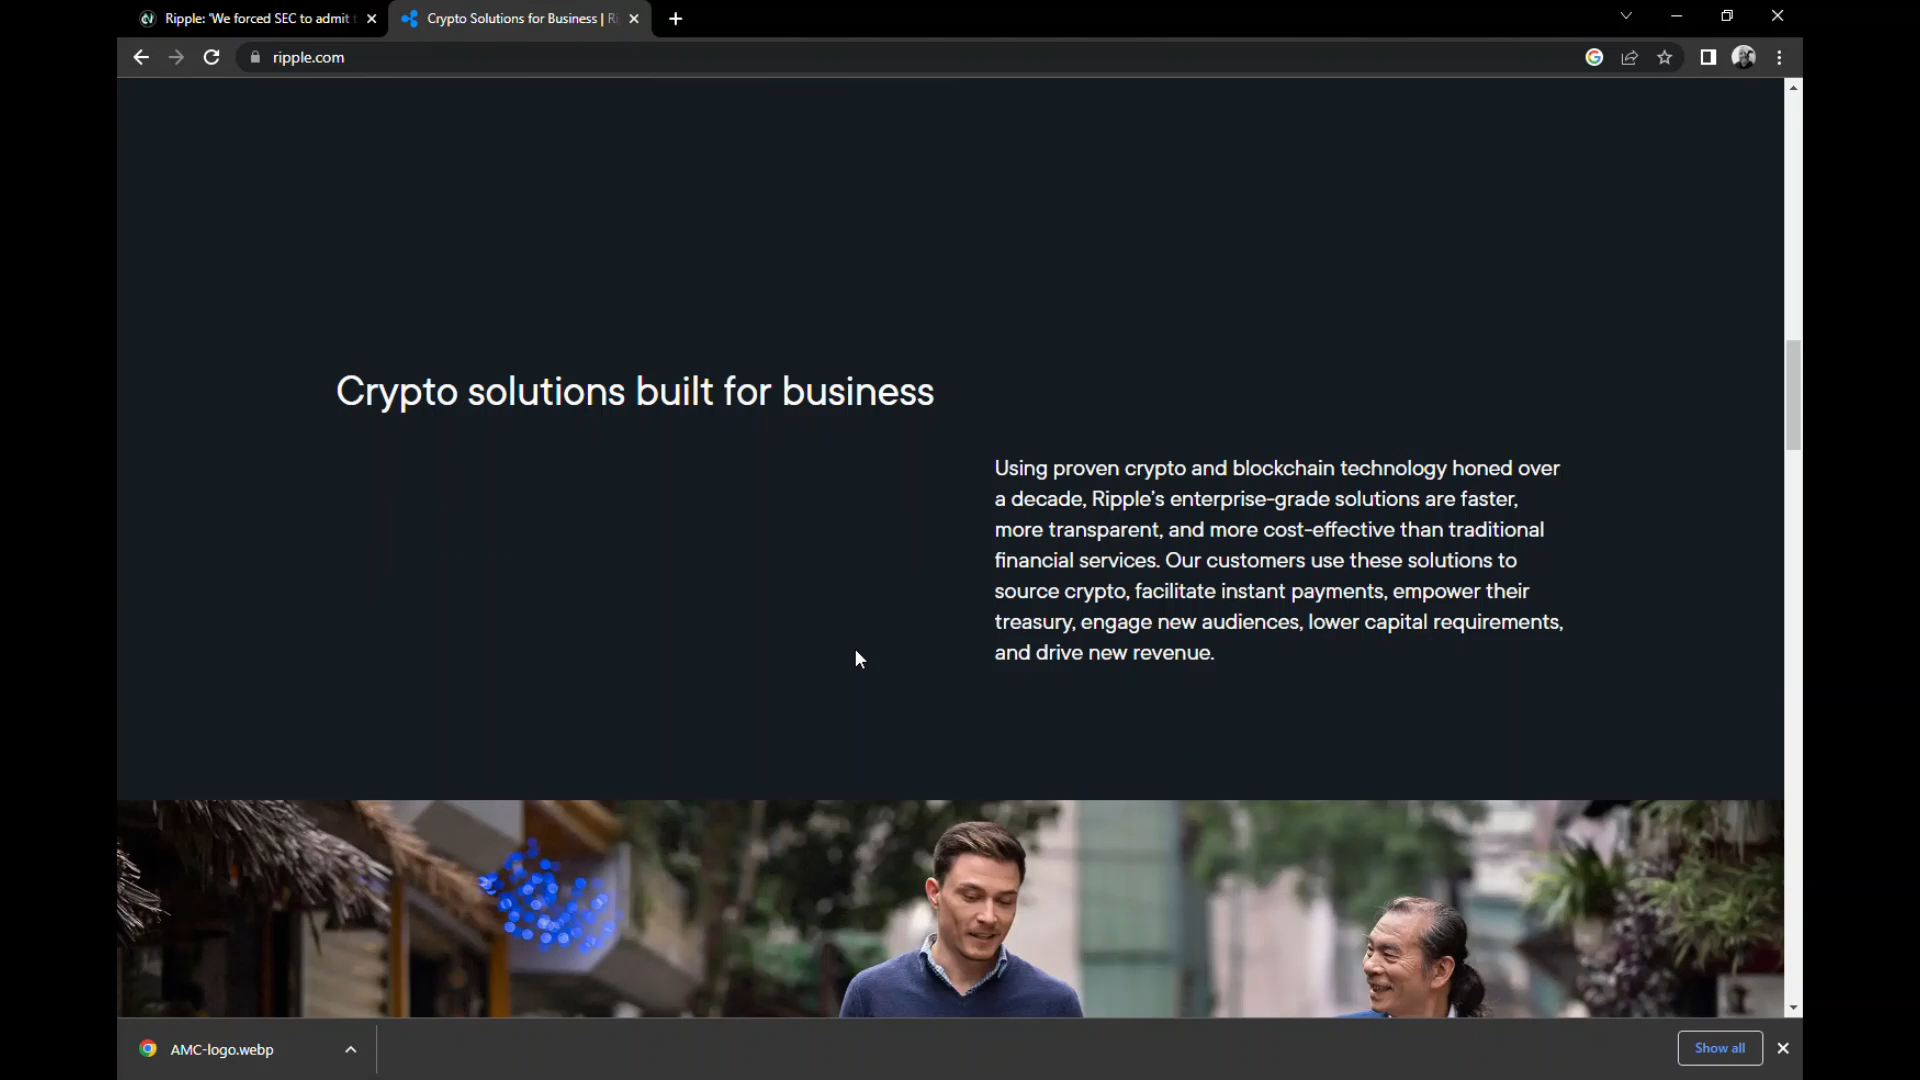 Ripple: 'We forced SEC to admit
Crypto Solutions for Business |
ripple.com
Crypto solutions built for business
Using proven crypto and blockchain technology honed over
a decade, Ripple’s enterprise-grade solutions are faster,
more transparent, and more cost-effective than traditional
financial services. Our customers use these solutions to
source crypto, facilitate instant payments, empower their
treasury, engage new audiences, lower capital requirements,
and drive new revenue.
AMC-logo.webp
Show all